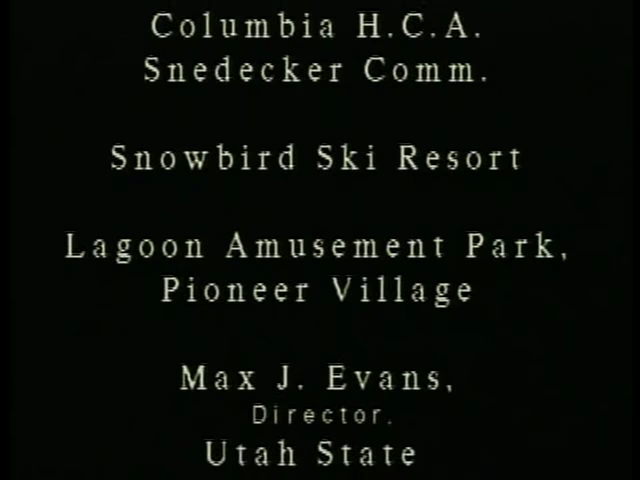 Columbia H.C.A.
Snedecker Comm.
Snowbird Ski Resort
Lagoon Amusement Park,
Pioneer Village
Max J. Evans,
Director.
Utah State